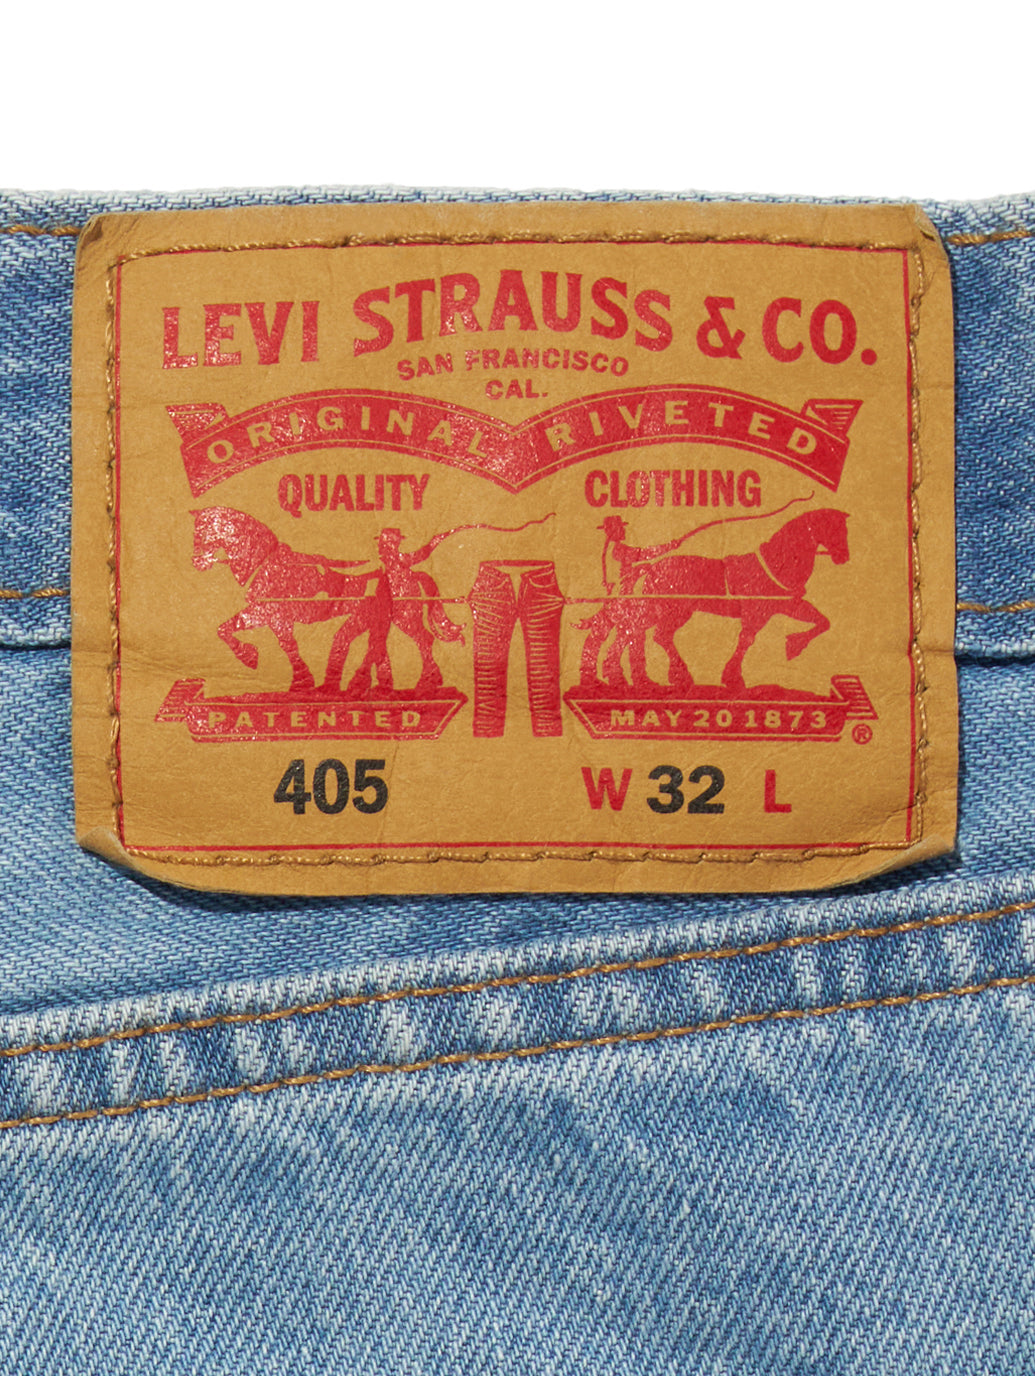 LEVI STRAUSS & CO.
SAN FRANCISCO
CAL.
ORIGINAL RIVETED
QUALITY CLOTHING
PATENTED MAY 20 1873 ®
405 W 32 L